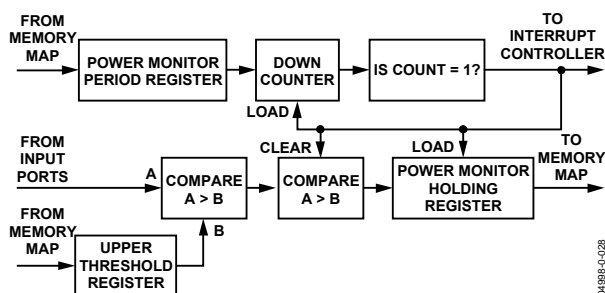 FROM
MEMORY
MAP
POWER MONITOR
PERIOD REGISTER
DOWN
COUNTER
IS COUNT = 1?
TO
INTERRUPT
CONTROLLER
LOAD
FROM
INPUT
PORTS
A
COMPARE
A > B
CLEAR
COMPARE
A > B
LOAD
POWER MONITOR
HOLDING
REGISTER
TO
MEMORY
MAP
FROM
MEMORY
MAP
UPPER
THRESHOLD
REGISTER
B
04998-0-028